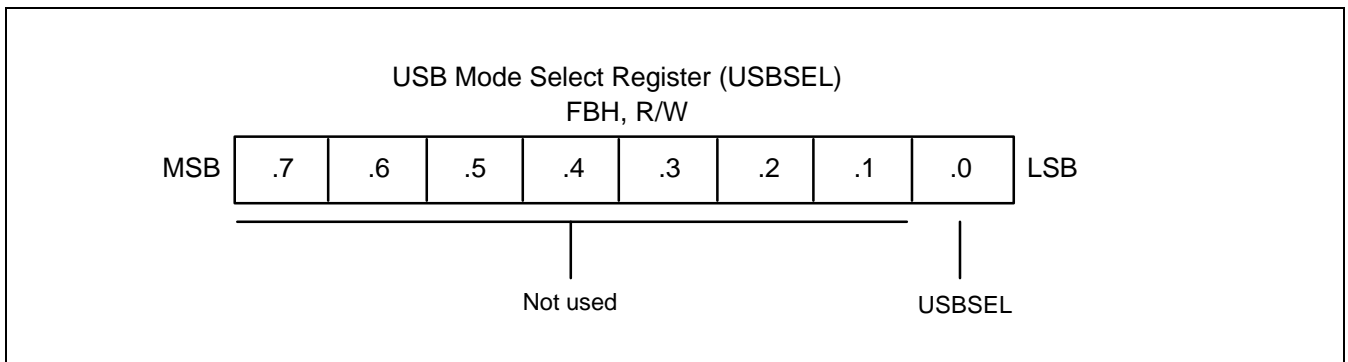 USB Mode Select Register (USBSEL)
FBH, R/W
MSB .7 .6 .5 .4 .3 .2 .1 .0 LSB
Not used USBSEL